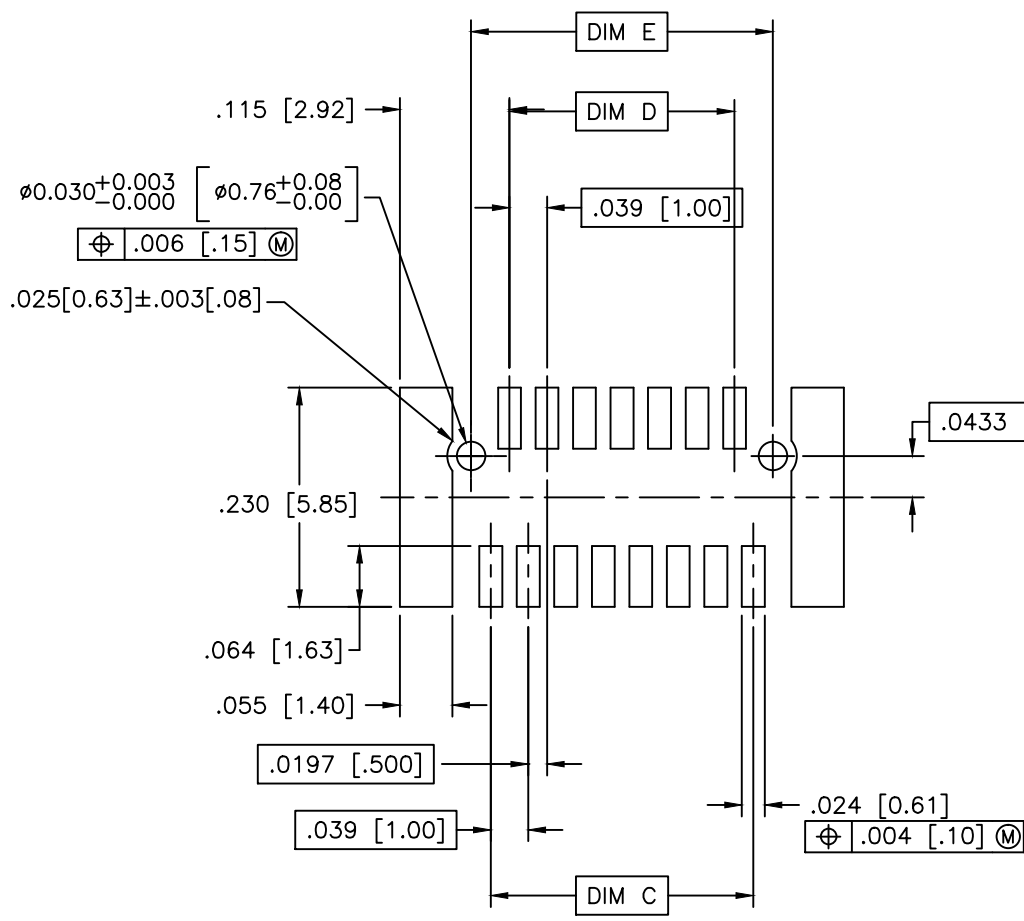 DIM E
DIM D
.115 [2.92]
ø0.030 +0.003 -0.000 [ø0.76 +0.08 -0.00]
.039 [1.00]
⌖ .006 [.15] Ⓜ
.025[0.63]±.003[.08]
.0433
.230 [5.85]
.064 [1.63]
.055 [1.40]
.0197 [.500]
.024 [0.61]
.039 [1.00]
⌖ .004 [.10] Ⓜ
DIM C